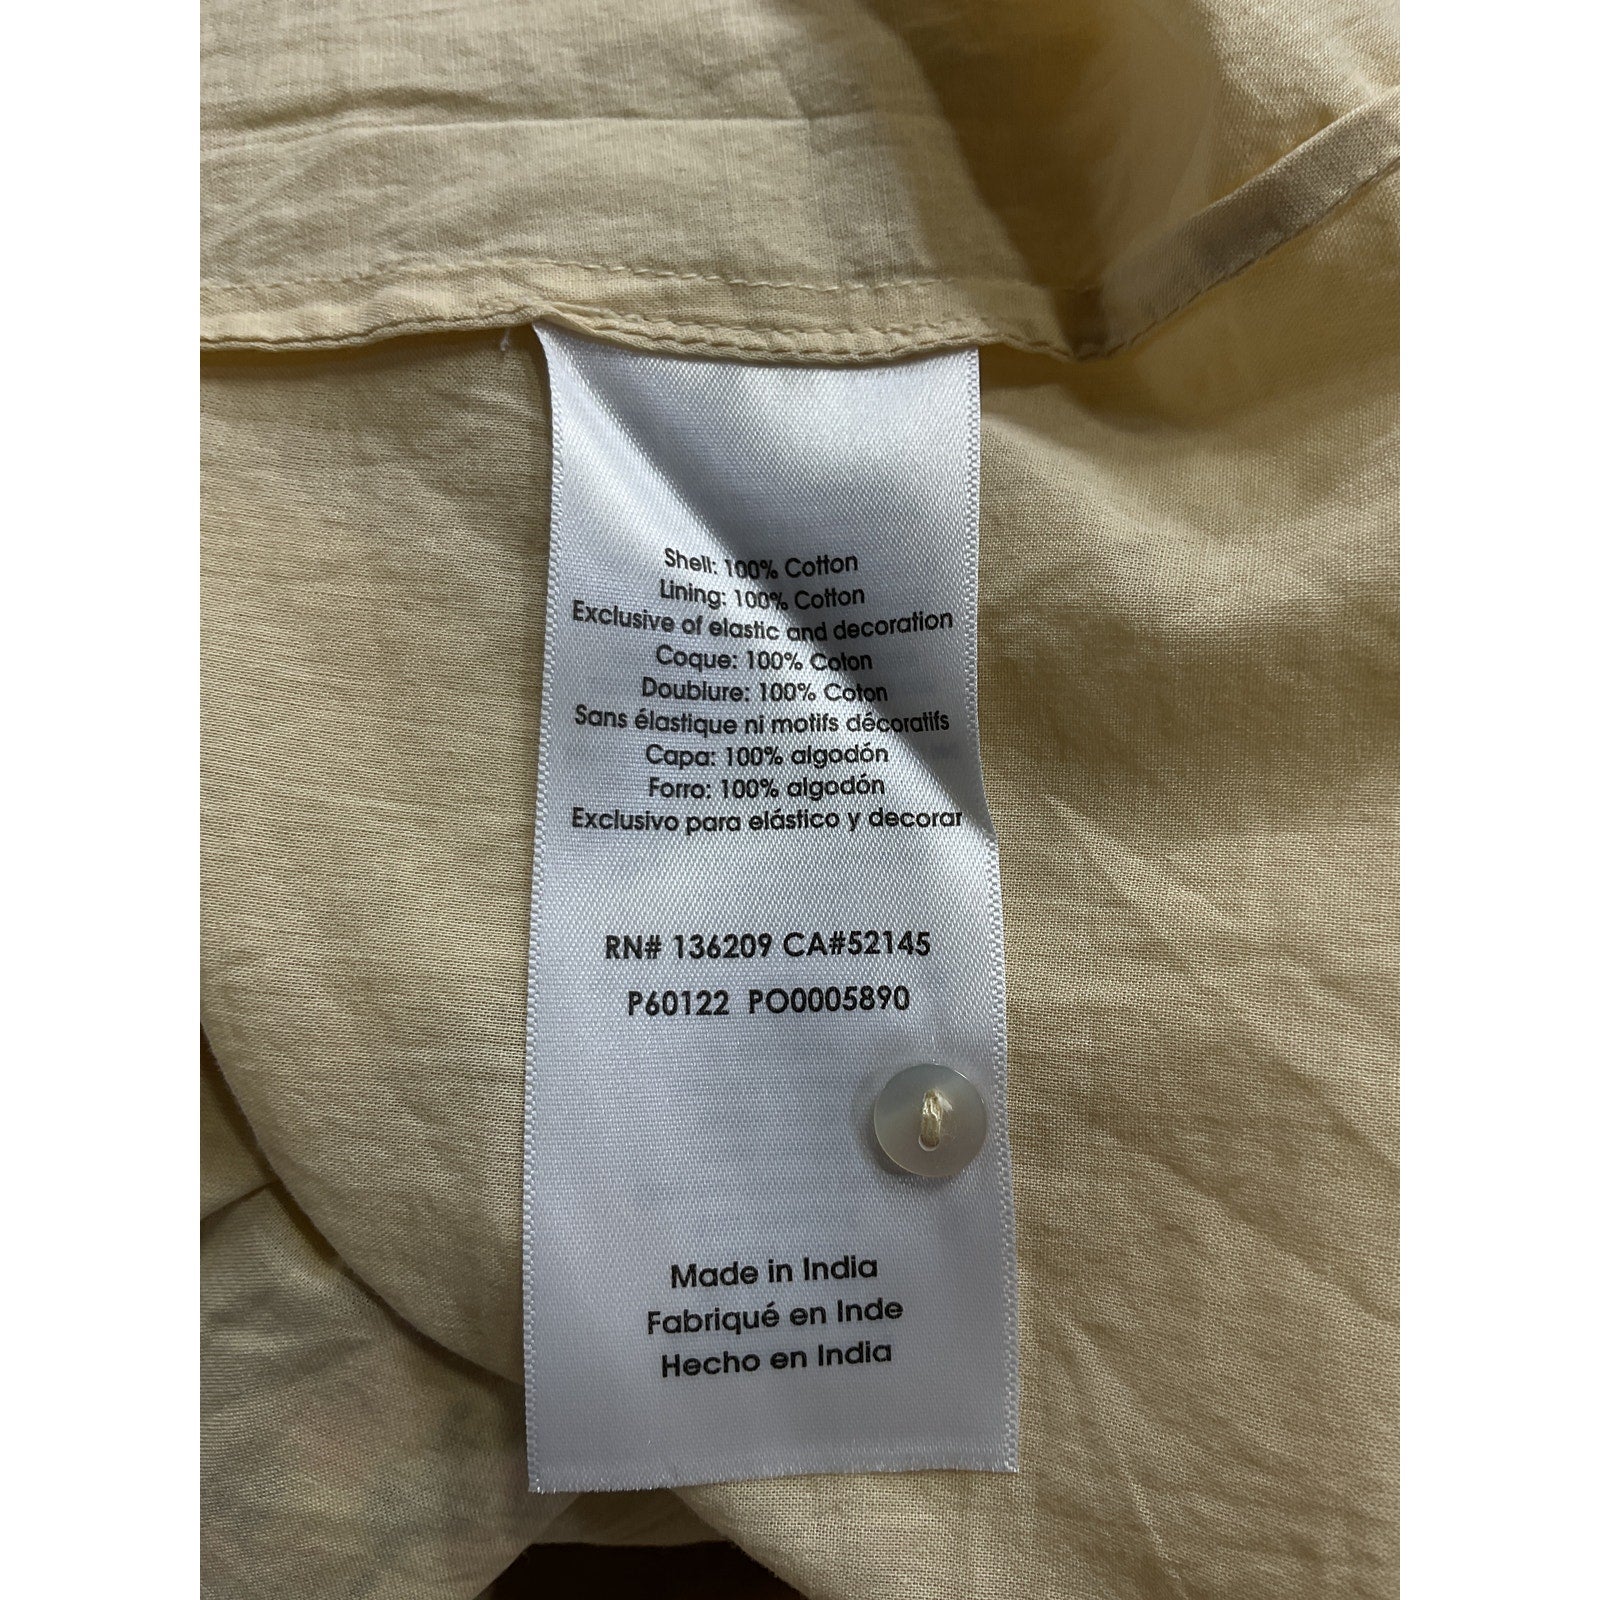 Shell: 100% Cotton
Lining: 100% Cotton
Exclusive of elastic and decoration
Coque: 100% Coton
Doublure: 100% Coton
Sans élastique ni motifs décoratifs
Capa: 100% algodón
Forro: 100% algodón
Exclusivo para elástico y decorar
RN# 136209 CA#52145
P60122 PO0005890
Made in India
Fabriqué en Inde
Hecho en India